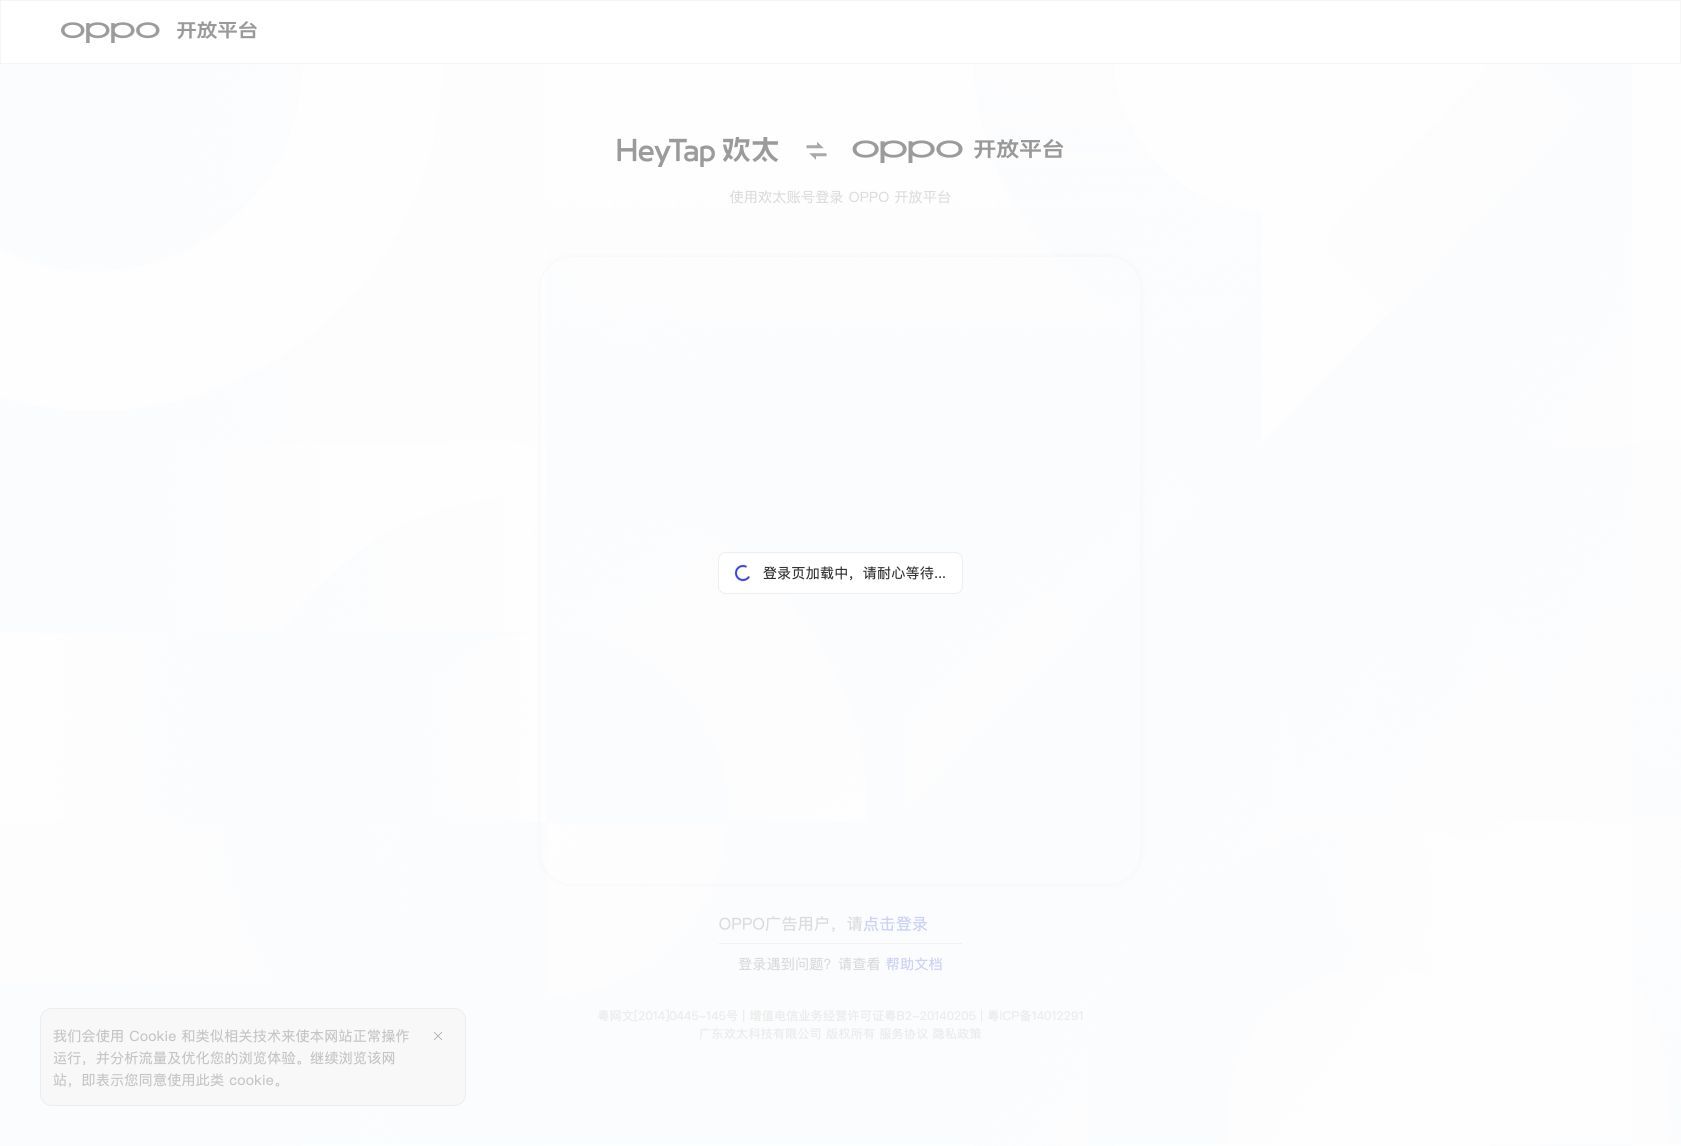 oppo 开放平台
HeyTap 欢太 ⇌ oppo 开放平台
使用欢太账号登录 OPPO 开放平台
登录页加载中，请耐心等待...
OPPO广告用户，请点击登录
登录遇到问题？请查看 帮助文档
粤网文[2014]0445-145号 | 增值电信业务经营许可证粤B2-20140205 | 粤ICP备14012291
广东欢太科技有限公司 版权所有 服务协议 隐私政策
我们会使用 Cookie 和类似相关技术来使本网站正常操作
运行，并分析流量及优化您的浏览体验。继续浏览该网
站，即表示您同意使用此类 cookie。